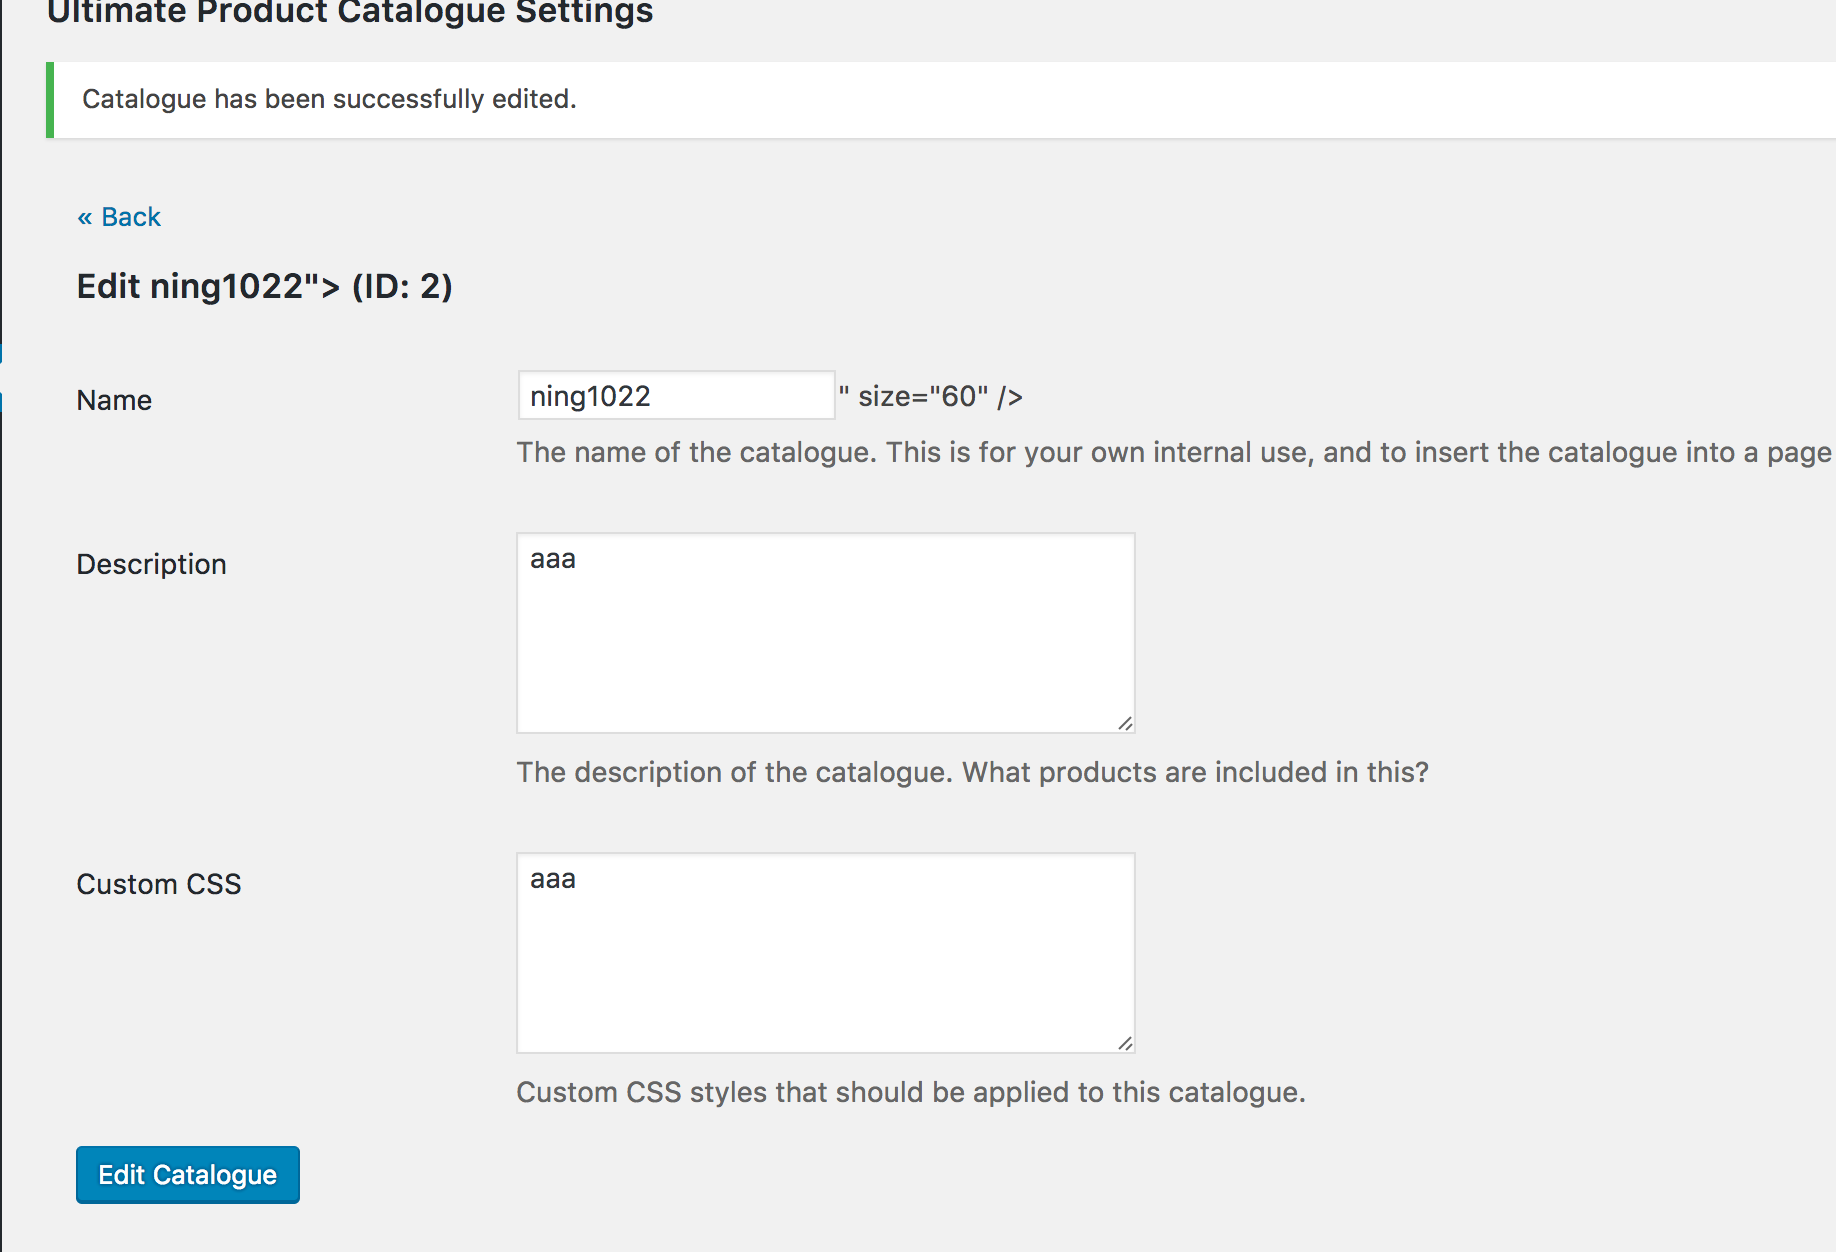 Ultimate Product Catalogue Settings
Catalogue has been successfully edited.
« Back
Edit ning1022"> (ID: 2)
Name
ning1022
" size="60" />
The name of the catalogue. This is for your own internal use, and to insert the catalogue into a page
Description
aaa
The description of the catalogue. What products are included in this?
Custom CSS
aaa
Custom CSS styles that should be applied to this catalogue.
Edit Catalogue